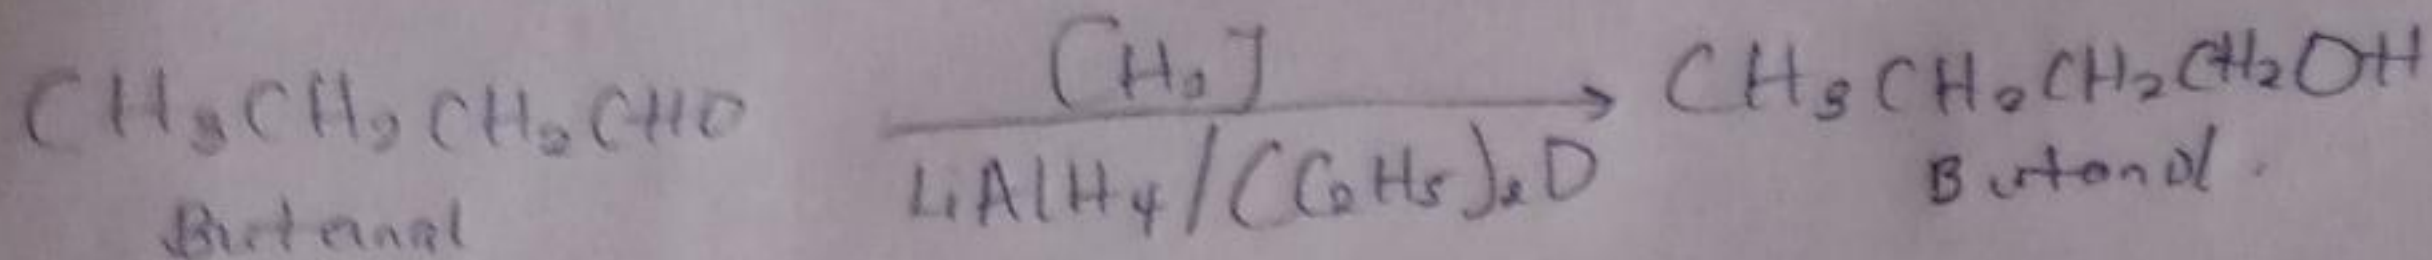 CH₃CH₂CH₂CHO [H₂] → CH₃CH₂CH₂CH₂OH
LiAlH₄/(C₂H₅)₂O
Butanal Butanol.